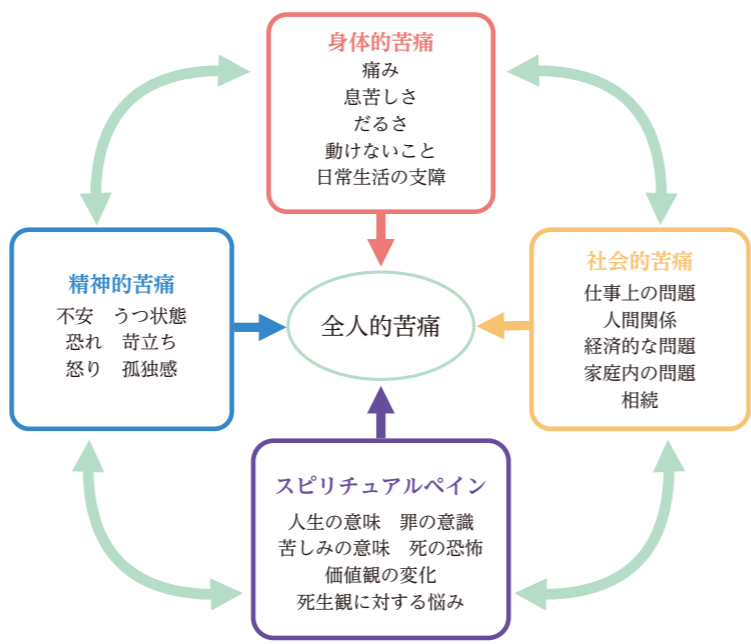 身体的苦痛
痛み
息苦しさ
だるさ
動けないこと
日常生活の支障
精神的苦痛
不安　うつ状態
恐れ　苛立ち
怒り　孤独感
全人的苦痛
社会的苦痛
仕事上の問題
人間関係
経済的な問題
家庭内の問題
相続
スピリチュアルペイン
人生の意味　罪の意識
苦しみの意味　死の恐怖
価値観の変化
死生観に対する悩み